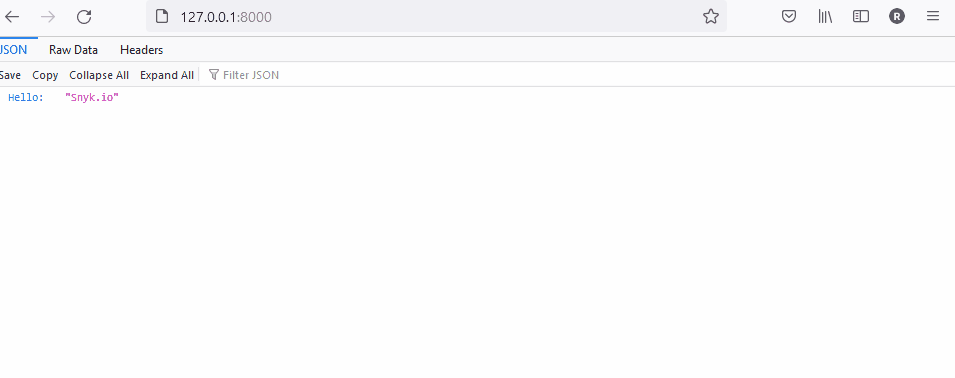 127.0.0.1:8000
R
JSON Raw Data Headers
Save Copy Collapse All Expand All Filter JSON
Hello: "Snyk.io"